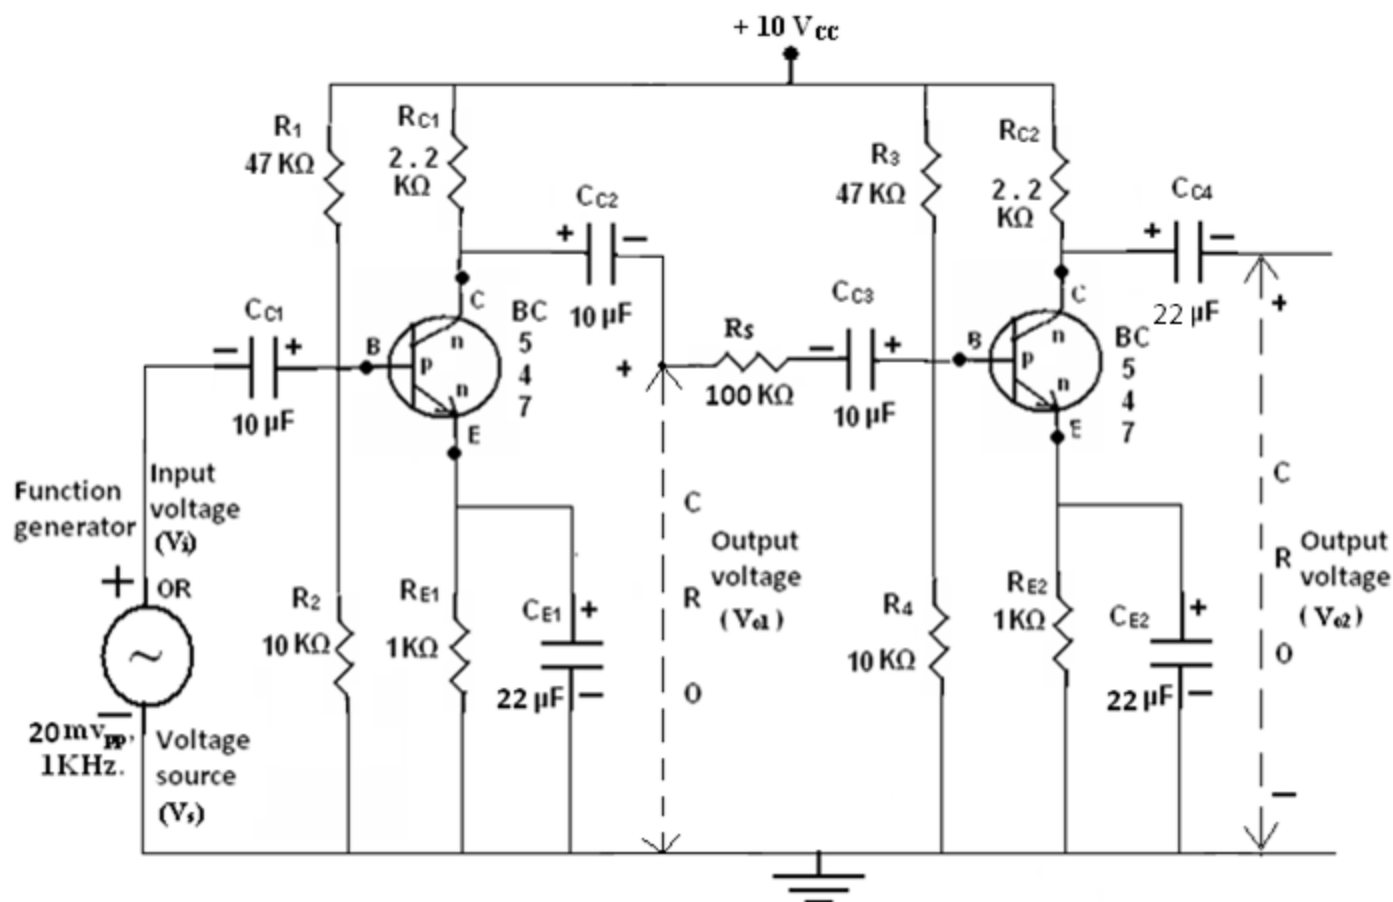 + 10 VCC
R1
47 KΩ
RC1
2.2
KΩ
CC2
+ −
10 μF
R3
47 KΩ
RC2
2.2
KΩ
CC4
+ −
22 μF
CC1
− +
10 μF
B
C
p
n
n
E
BC
5
4
7
RS
100 KΩ
CC3
− +
10 μF
B
C
p
n
n
E
BC
5
4
7
+
+
Function
generator
Input
voltage
(Vi)
+
OR
~
−
20 mvpp,
1KHz.
Voltage
source
(Vs)
R2
10 KΩ
RE1
1KΩ
CE1
+
22 μF
−
C
R
O
Output
voltage
(Vo1)
R4
10 KΩ
RE2
1KΩ
CE2
+
22 μF
−
C
R
O
−
Output
voltage
(Vo2)